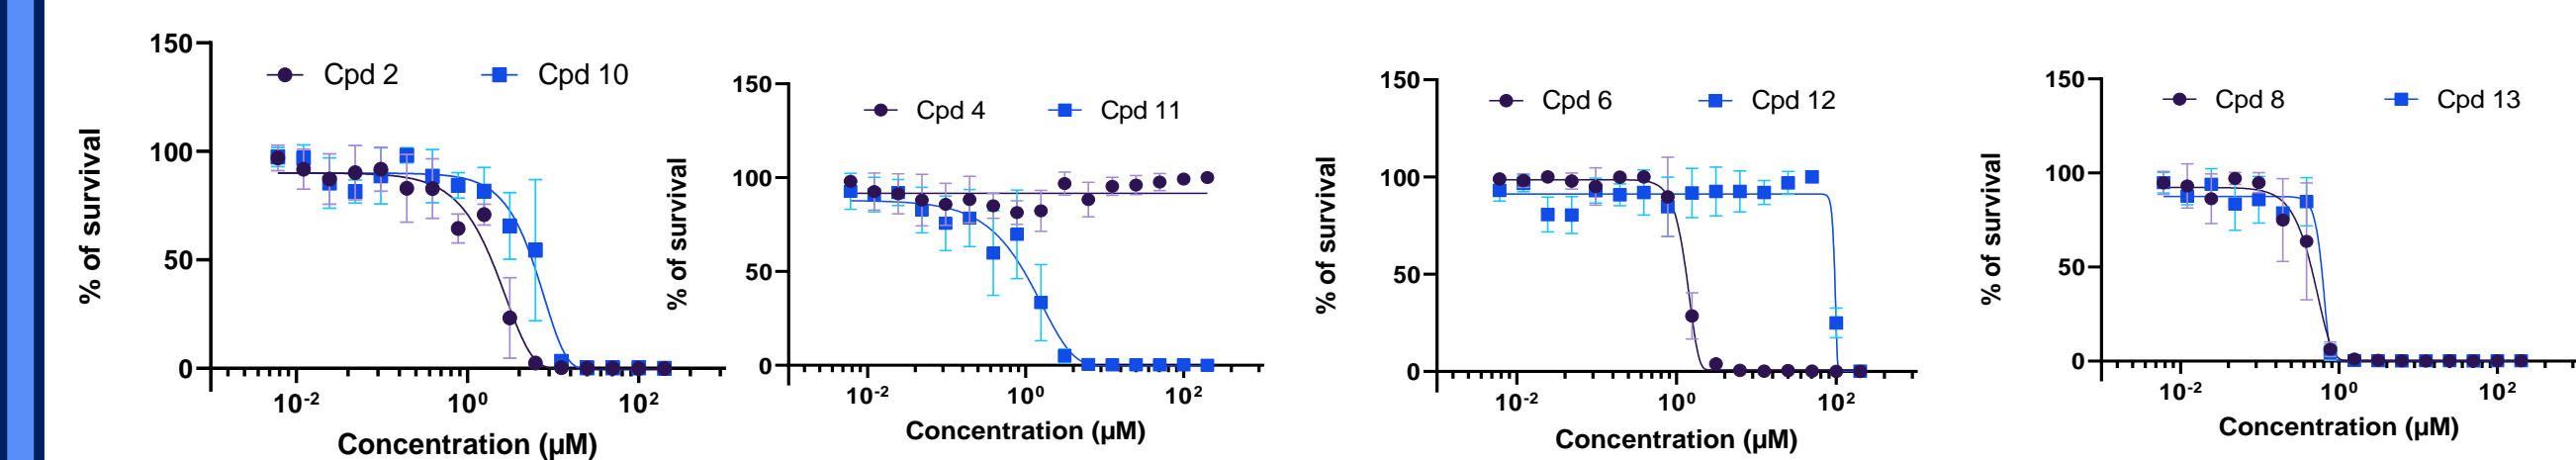 150
Cpd 2
Cpd 10
100
50
0
% of survival
10-2
100
102
Concentration (µM)
150
Cpd 4
Cpd 11
100
50
0
% of survival
10-2
100
102
Concentration (µM)
150
Cpd 6
Cpd 12
100
50
0
% of survival
10-2
100
102
Concentration (µM)
150
Cpd 8
Cpd 13
100
50
0
% of survival
10-2
100
102
Concentration (µM)